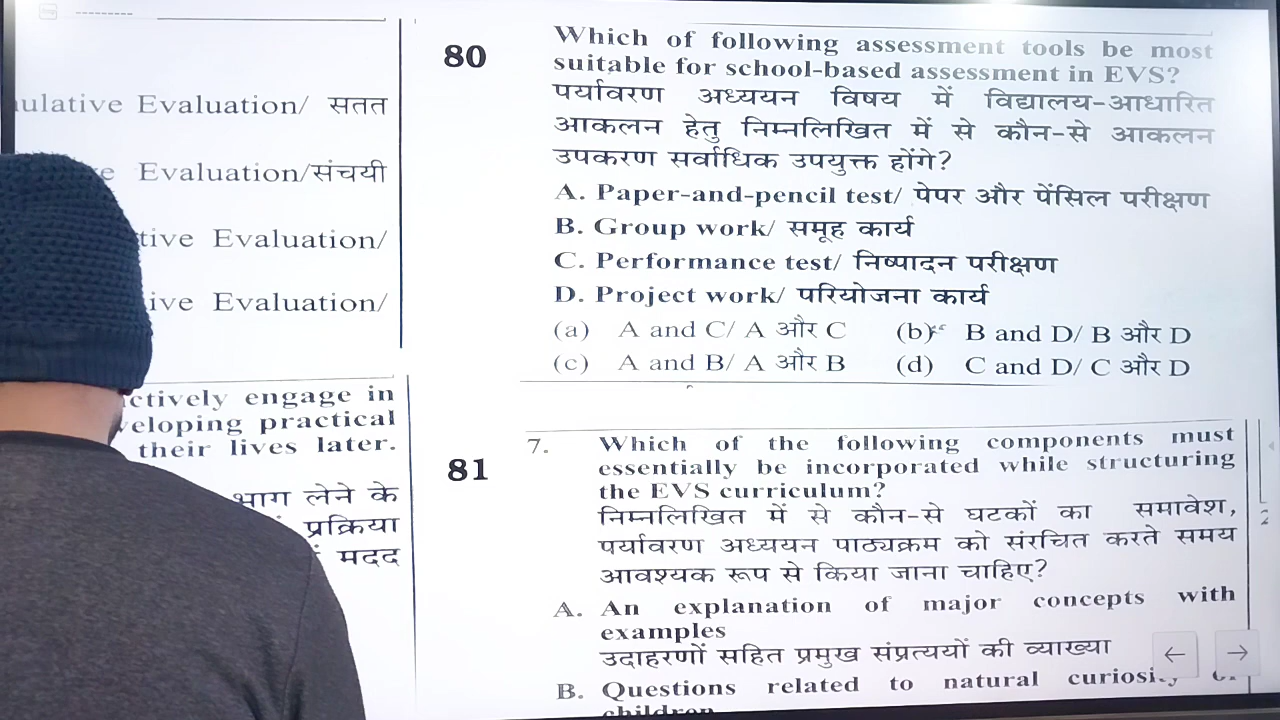 Evaluation/ सतत
Evaluation/संचयी
Evaluation/
Evaluation/
engage in
practical
their lives later.
भाग लेने के
प्रक्रिया
मदद
80
Which of following assessment tools be most
suitable for school-based assessment in EVS?
पर्यावरण अध्ययन विषय में विद्यालय-आधारित
आकलन हेतु निम्नलिखित में से कौन-से आकलन
उपकरण सर्वाधिक उपयुक्त होंगे?
A. Paper-and-pencil test/ पेपर और पेंसिल परीक्षण
B. Group work/ समूह कार्य
C. Performance test/ निष्पादन परीक्षण
D. Project work/ परियोजना कार्य
(a) A and C/ A और C (b) B and D/ B और D
(c) A and B/ A और B (d) C and D/ C और D
81
7. Which of the following components must
essentially be incorporated while structuring
the EVS curriculum?
निम्नलिखित में से कौन-से घटकों का समावेश,
पर्यावरण अध्ययन पाठ्यक्रम को संरचित करते समय
आवश्यक रूप से किया जाना चाहिए?
A. An explanation of major concepts with
examples
उदाहरणों सहित प्रमुख संप्रत्ययों की व्याख्या
B. Questions related to natural
children